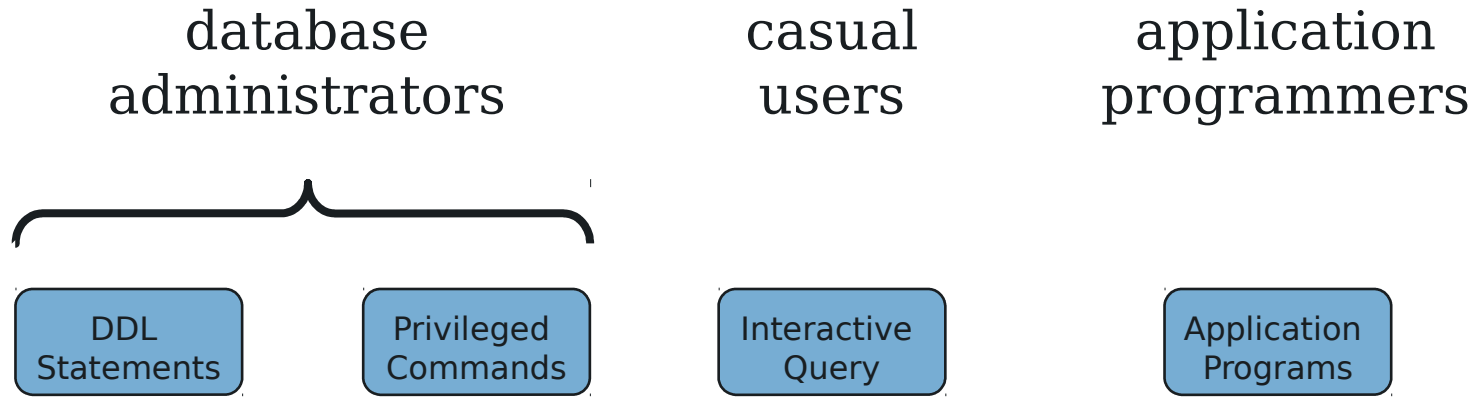 database
administrators
casual
users
application
programmers
DDL
Statements
Privileged
Commands
Interactive
Query
Application
Programs